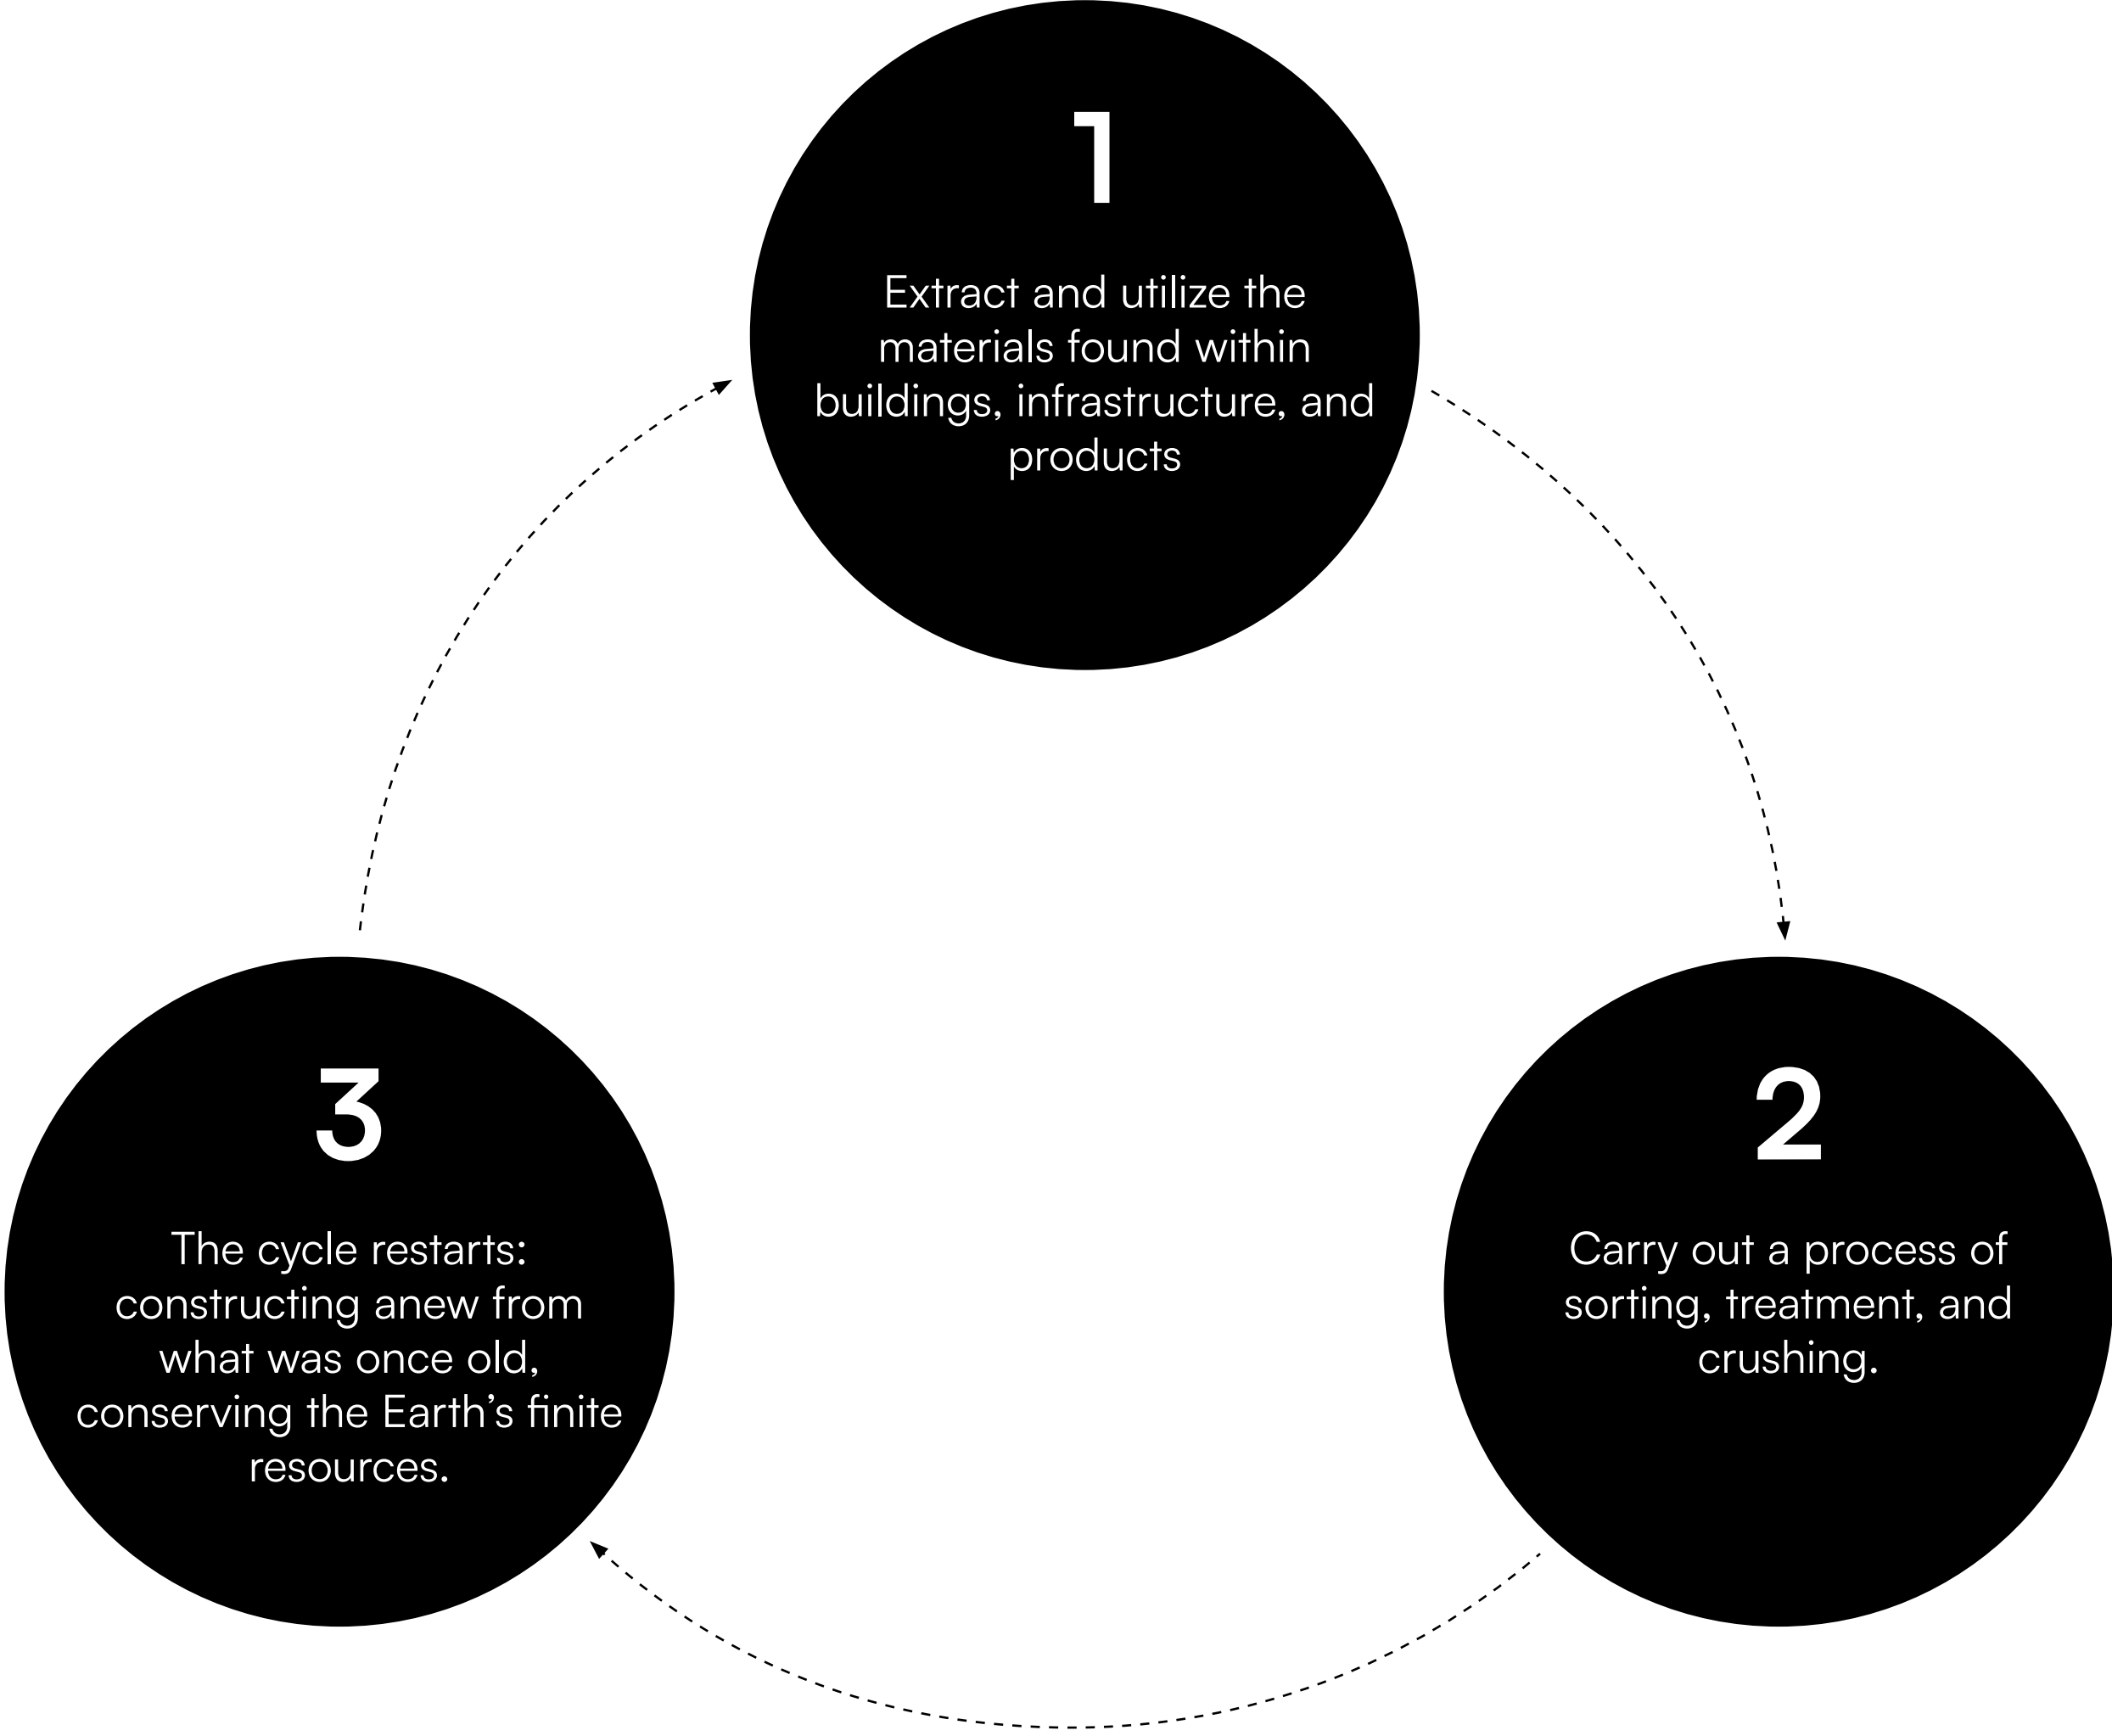 1
Extract and utilize the
materials found within
buildings, infrastructure, and
products
2
Carry out a process of
sorting, treatment, and
crushing.
3
The cycle restarts:
constructing anew from
what was once old,
conserving the Earth’s finite
resources.